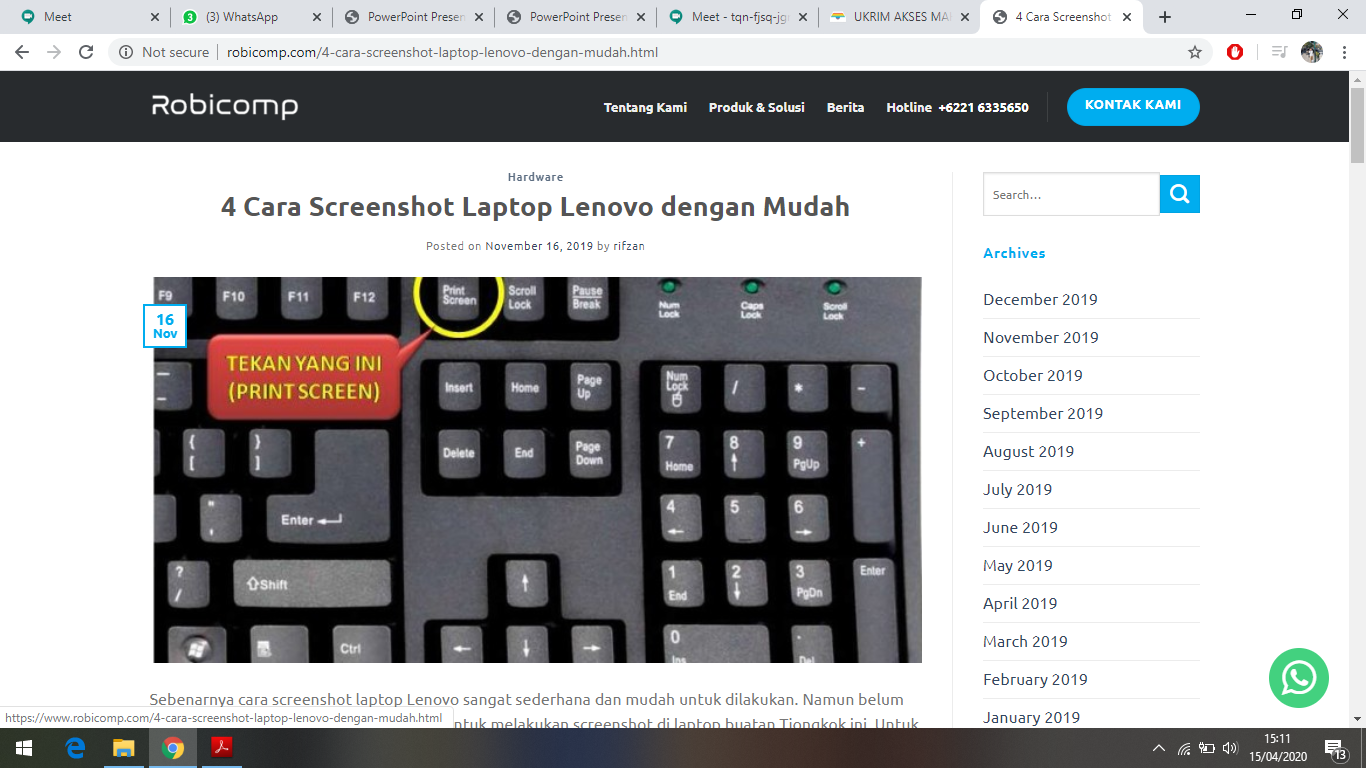 Meet
(3) WhatsApp
PowerPoint Presen
PowerPoint Presen
Meet - tqn-fjsq-jgr
UKRIM AKSES MA
4 Cara Screenshot
Not secure
robicomp.com/4-cara-screenshot-laptop-lenovo-dengan-mudah.html
Robicomp
Tentang Kami
Produk & Solusi
Berita
Hotline +6221 6335650
KONTAK KAMI
Hardware
4 Cara Screenshot Laptop Lenovo dengan Mudah
Posted on November 16, 2019 by rifzan
16
Nov
F9
F10
F11
F12
Print
Screen
Scroll
Lock
Pause
Break
Num
Lock
Caps
Lock
Scroll
Lock
TEKAN YANG INI
(PRINT SCREEN)
Insert
Home
Page
Up
Num
Lock
/
*
−
_
–
{
[
}
]
Delete
End
Page
Down
7
Home
8
↑
9
PgUp
+
"
'
Enter
4
←
5
6
→
?
/
⇧Shift
↑
1
End
2
↓
3
PgDn
Enter
Ctrl
←
↓
→
0
Ins
.
Del
Search…
Archives
December 2019
November 2019
October 2019
September 2019
August 2019
July 2019
June 2019
May 2019
April 2019
March 2019
February 2019
January 2019
Sebenarnya cara screenshot laptop Lenovo sangat sederhana dan mudah untuk dilakukan. Namun belum
ntuk melakukan screenshot di laptop buatan Tiongkok ini. Untuk
https://www.robicomp.com/4-cara-screenshot-laptop-lenovo-dengan-mudah.html
15:11
15/04/2020
13